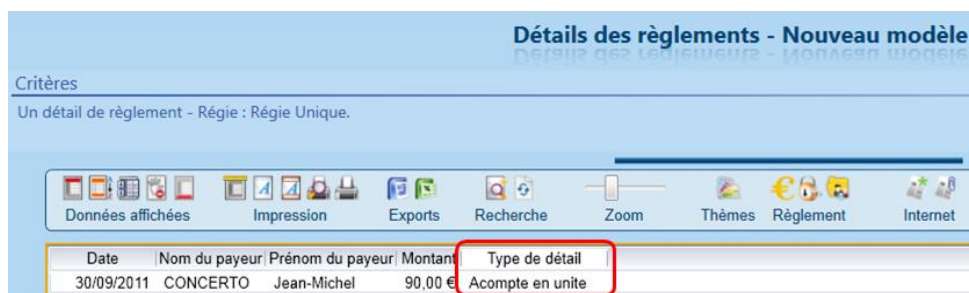 Détails des règlements - Nouveau modèle
Critères
Un détail de règlement - Régie : Régie Unique.
Données affichées Impression Exports Recherche Zoom Thèmes Règlement Internet
Date Nom du payeur Prénom du payeur Montant Type de détail
30/09/2011 CONCERTO Jean-Michel 90,00 € Acompte en unite